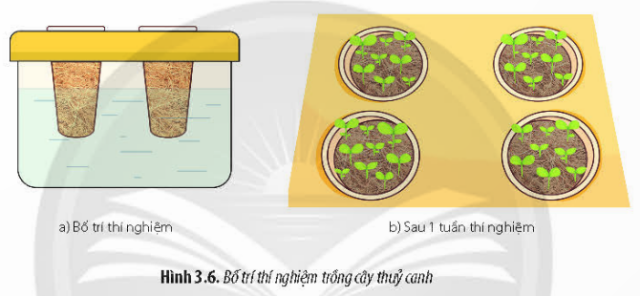 a) Bố trí thí nghiệm
b) Sau 1 tuần thí nghiệm
Hình 3.6. Bố trí thí nghiệm trồng cây thuỷ canh